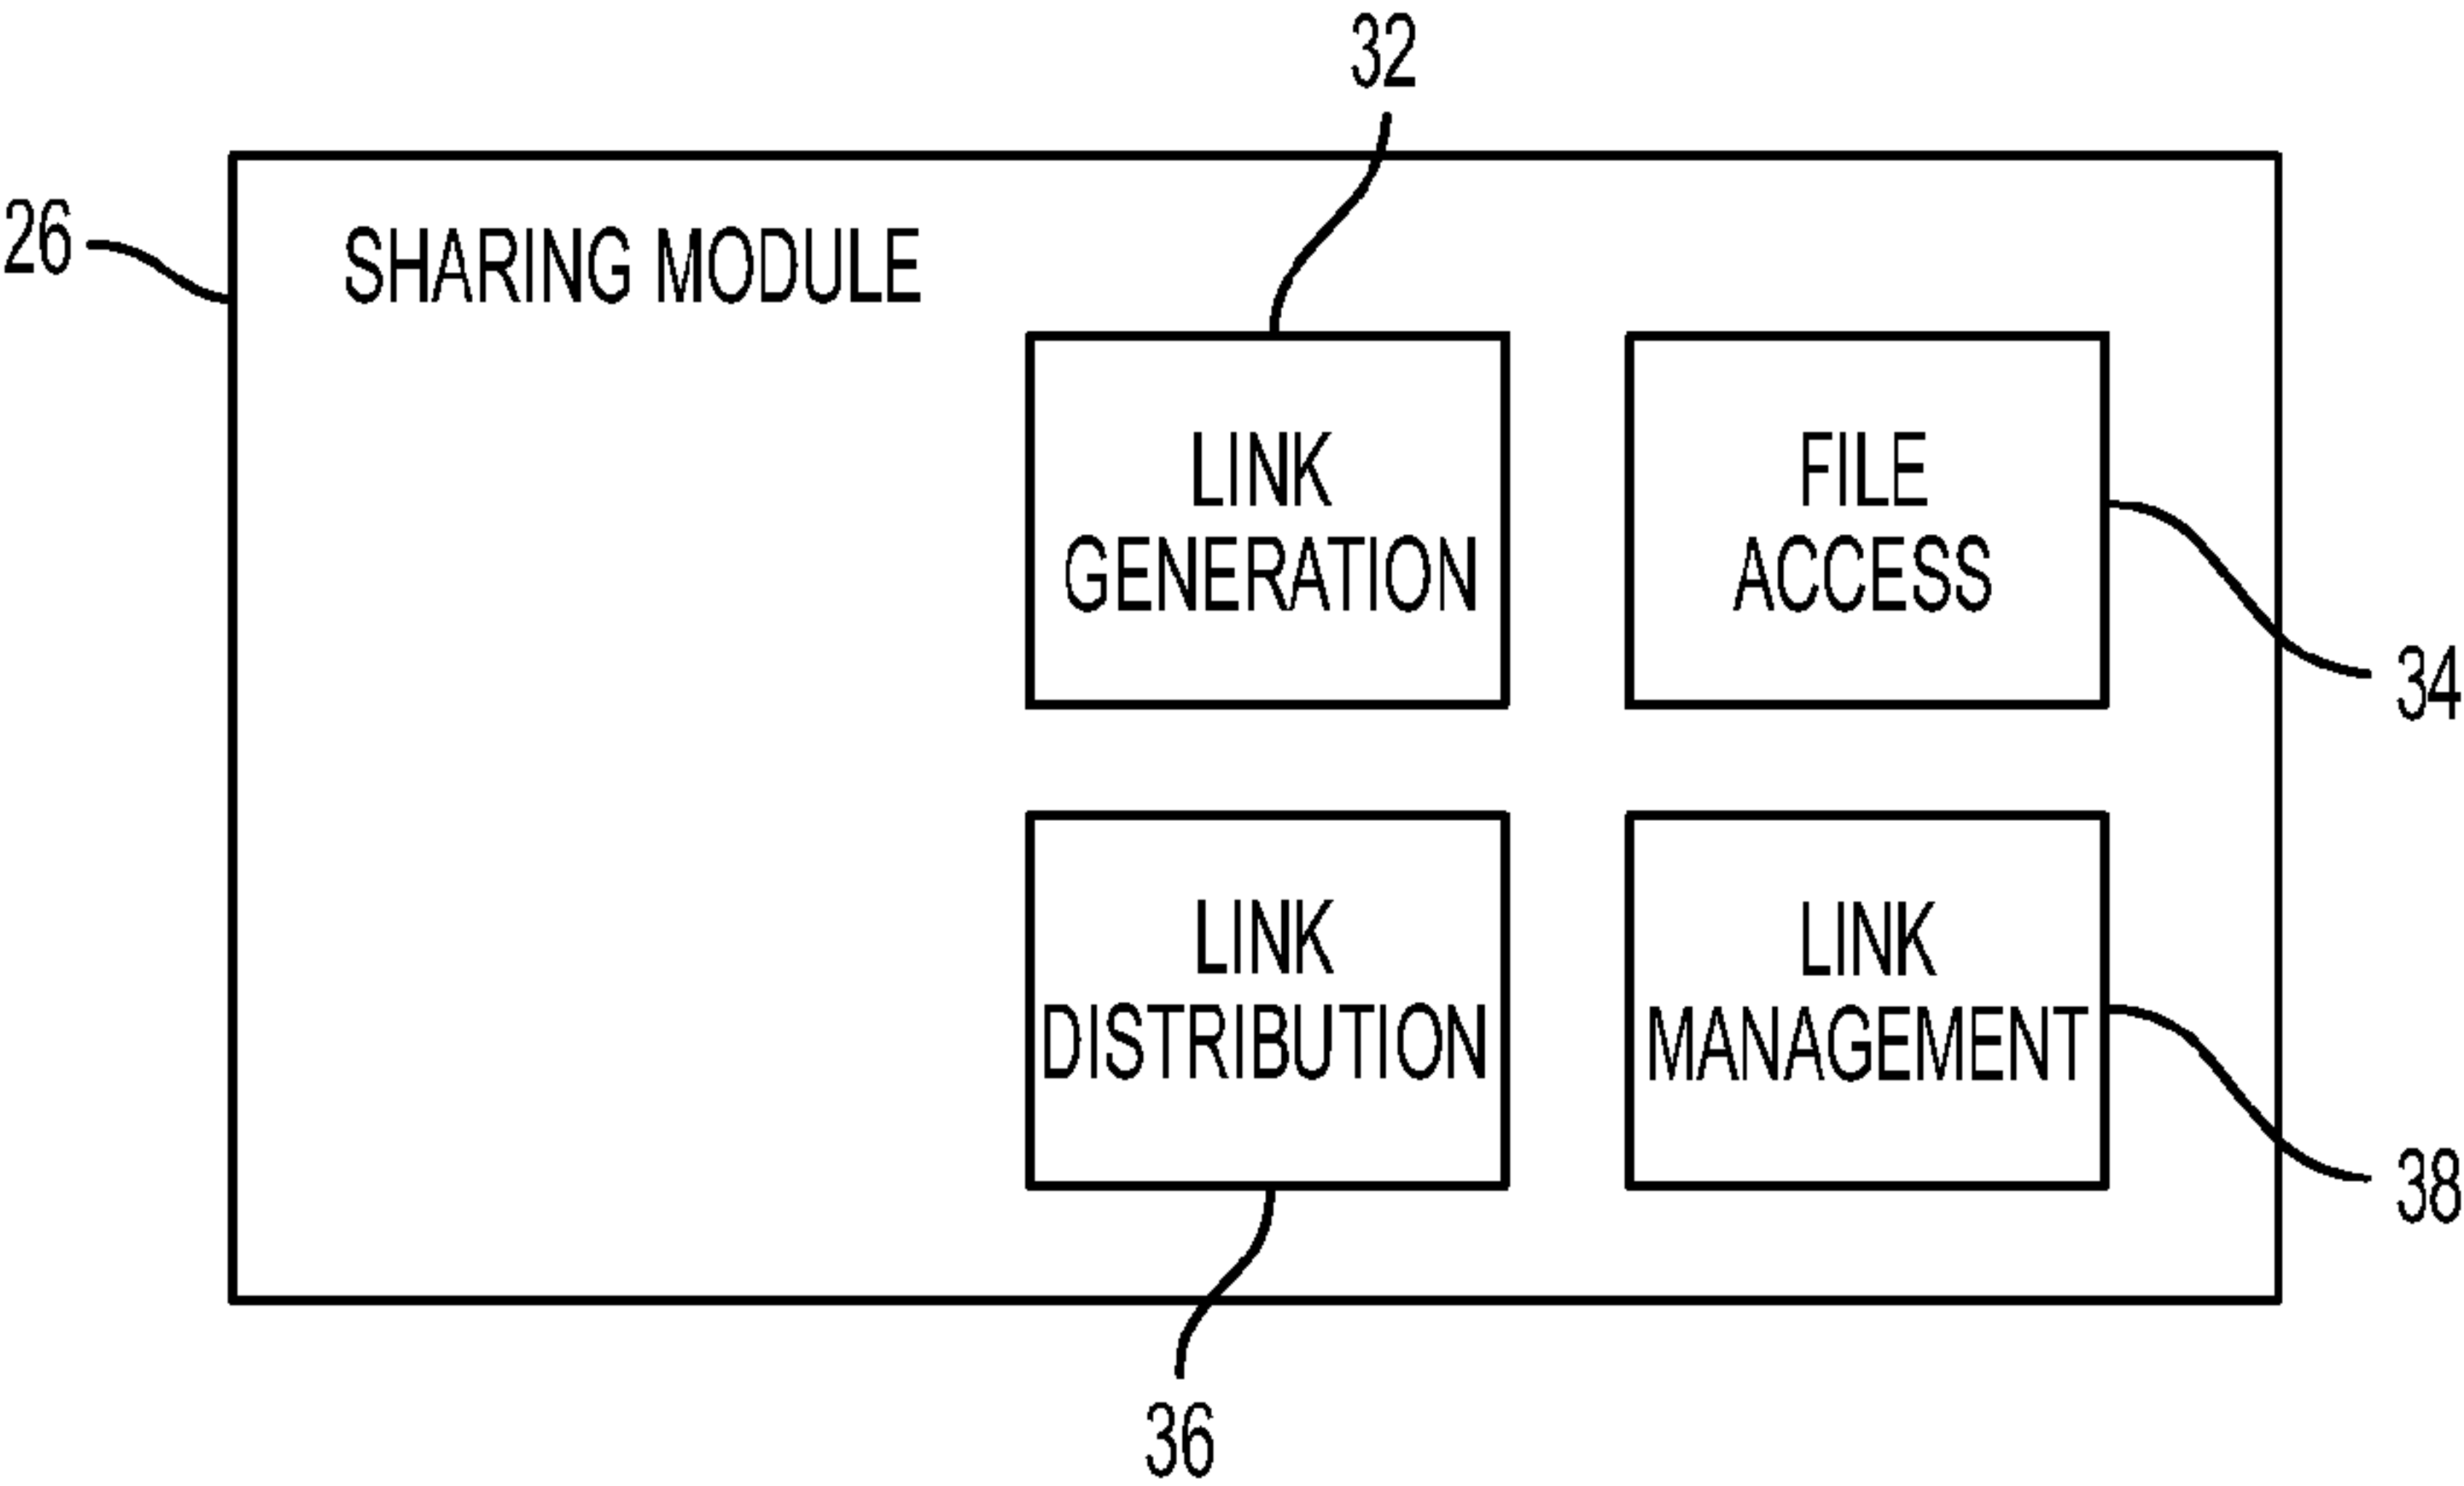 32
26
SHARING MODULE
LINK
GENERATION
FILE
ACCESS
34
LINK
DISTRIBUTION
LINK
MANAGEMENT
38
36